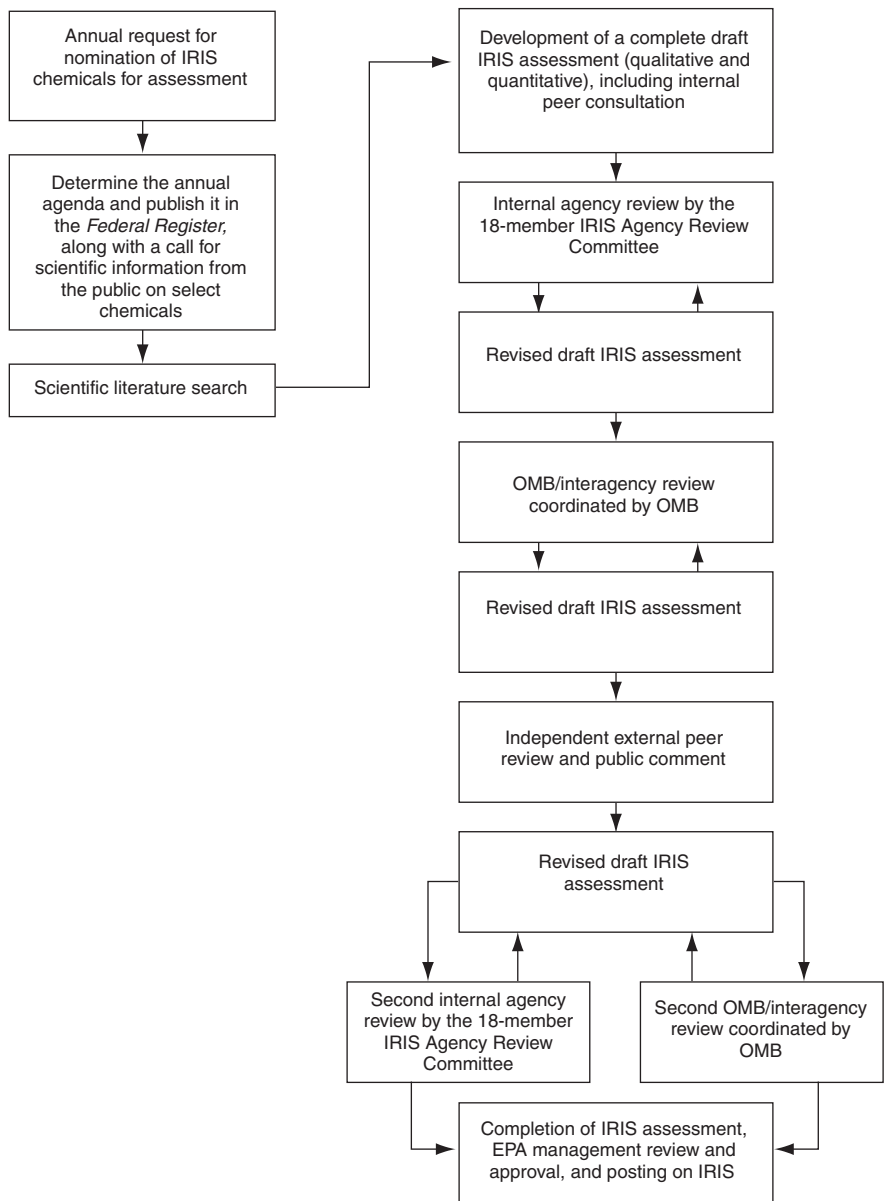 Annual request for
nomination of IRIS
chemicals for assessment
Determine the annual
agenda and publish it in
the Federal Register,
along with a call for
scientific information from
the public on select
chemicals
Scientific literature search
Development of a complete draft
IRIS assessment (qualitative and
quantitative), including internal
peer consultation
Internal agency review by the
18-member IRIS Agency Review
Committee
Revised draft IRIS assessment
OMB/interagency review
coordinated by OMB
Revised draft IRIS assessment
Independent external peer
review and public comment
Revised draft IRIS
assessment
Second internal agency
review by the 18-member
IRIS Agency Review
Committee
Second OMB/interagency
review coordinated by
OMB
Completion of IRIS assessment,
EPA management review and
approval, and posting on IRIS